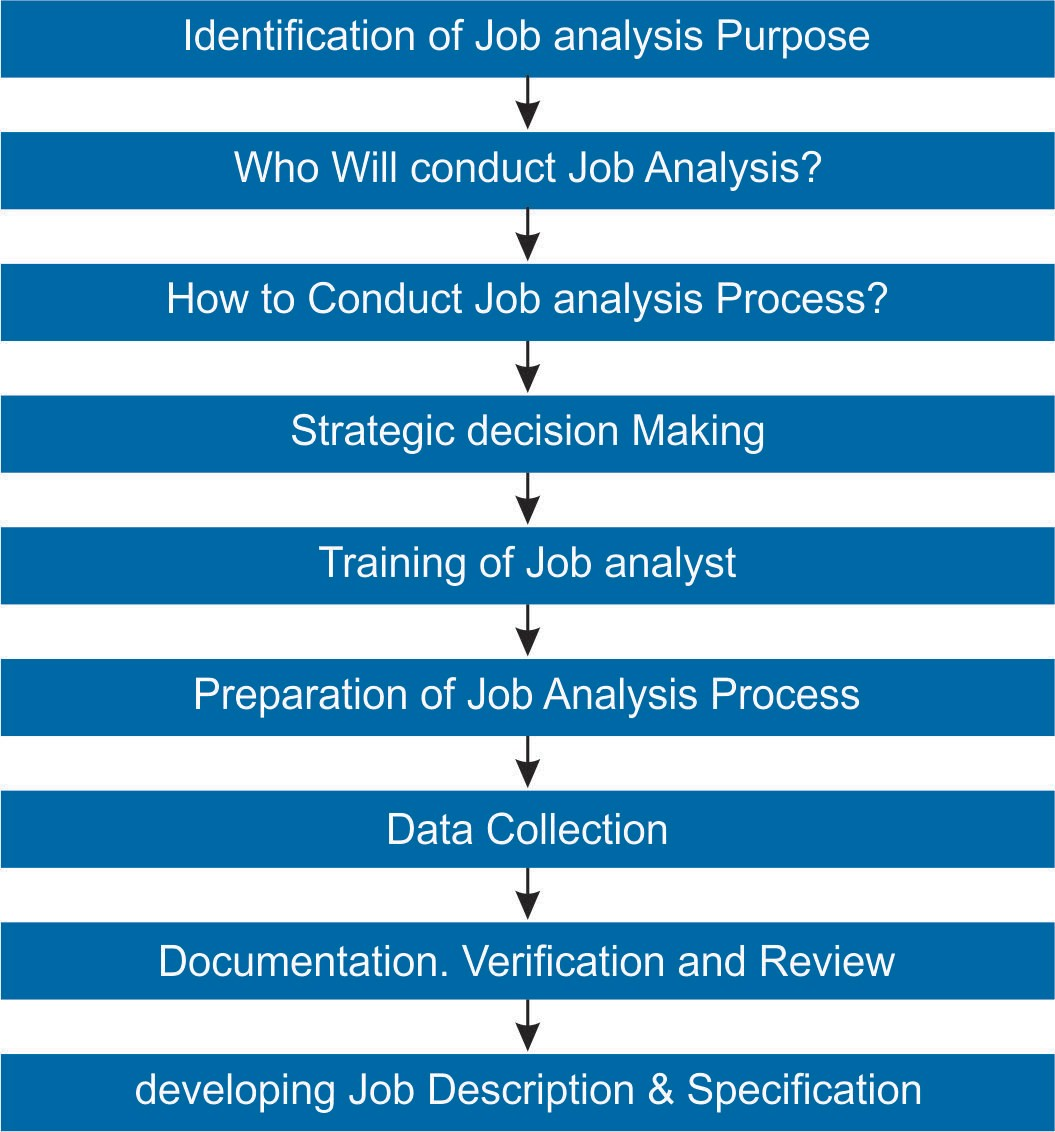 Identification of Job analysis Purpose
Who Will conduct Job Analysis?
How to Conduct Job analysis Process?
Strategic decision Making
Training of Job analyst
Preparation of Job Analysis Process
Data Collection
Documentation. Verification and Review
developing Job Description & Specification